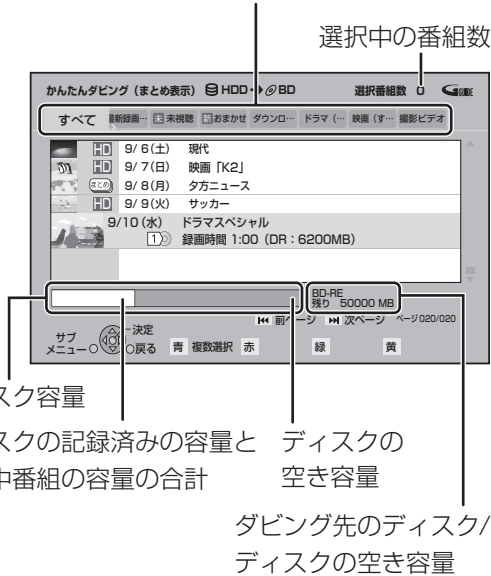 選択中の番組数
かんたんダビング（まとめ表示） HDD BD 選択番組数 0 GGUIDE
すべて 最新録画… 未 未視聴 おまかせ ダウンロ… ドラマ（… 映画（す… 撮影ビデオ
HD 9/ 6(土) 現代
HD 9/ 7(日) 映画「K2」
まとめ 9/ 8(月) 夕方ニュース
HD 9/ 9(火) サッカー
9/10(水) ドラマスペシャル
1 録画時間 1:00（DR：6200MB）
BD-RE
残り 50000 MB
前ページ 次ページ ページ020/020
サブ
メニュー 決定
戻る 青 複数選択 赤 緑 黄
スク容量
スクの記録済みの容量と
中番組の容量の合計
ディスクの
空き容量
ダビング先のディスク/
ディスクの空き容量